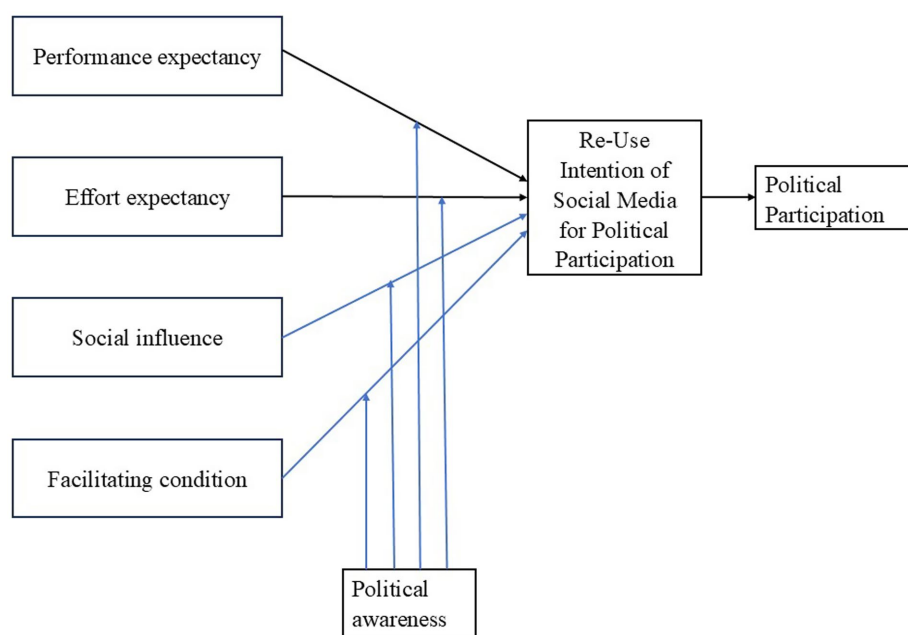 Performance expectancy
Effort expectancy
Social influence
Facilitating condition
Re-Use
Intention of
Social Media
for Political
Participation
Political
Participation
Political
awareness